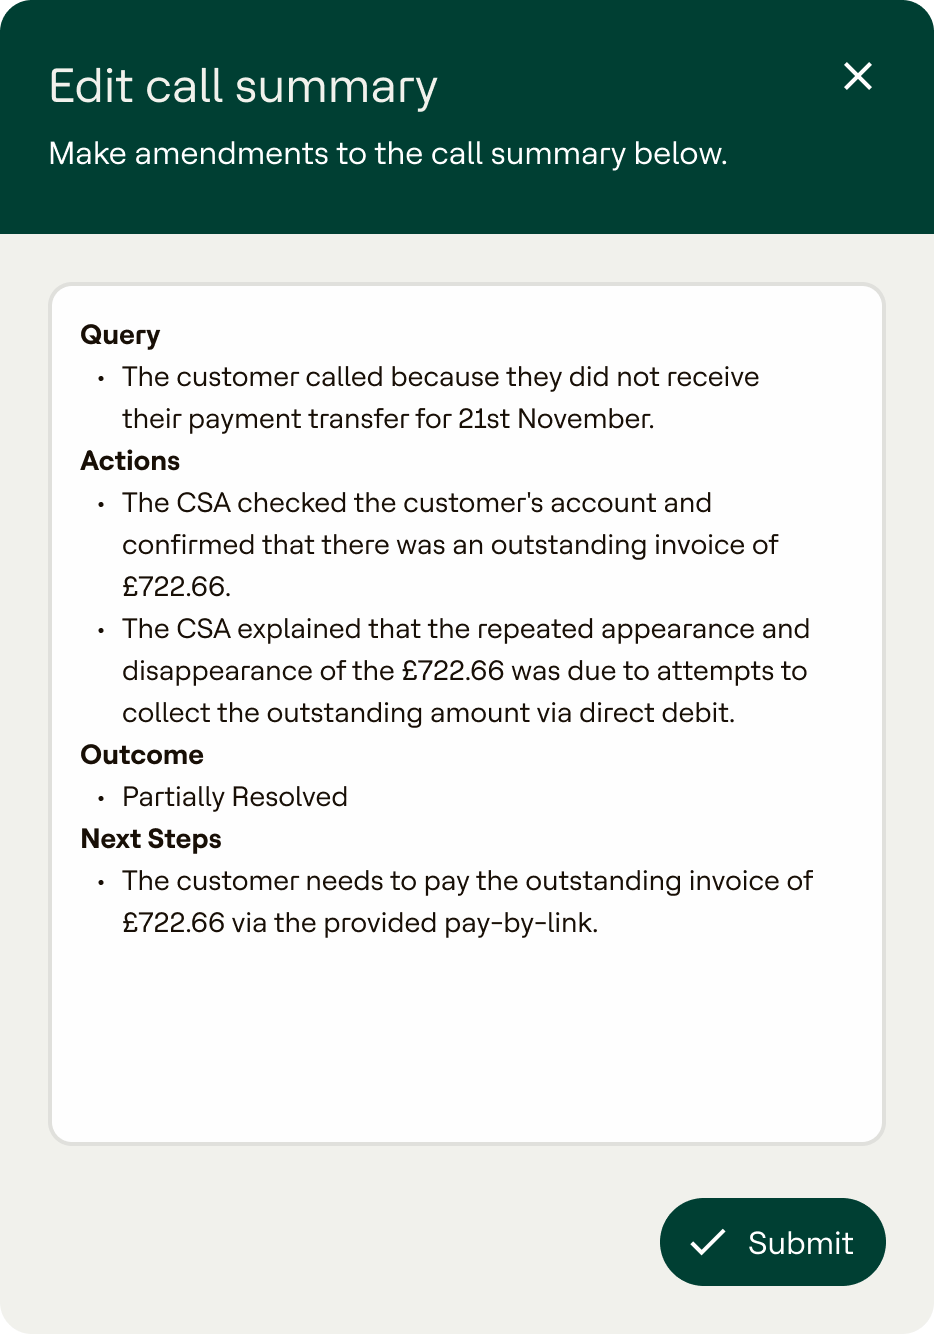 Edit call summary
Make amendments to the call summary below.
Query
• The customer called because they did not receive
their payment transfer for 21st November.
Actions
• The CSA checked the customer's account and
confirmed that there was an outstanding invoice of
£722.66.
• The CSA explained that the repeated appearance and
disappearance of the £722.66 was due to attempts to
collect the outstanding amount via direct debit.
Outcome
• Partially Resolved
Next Steps
• The customer needs to pay the outstanding invoice of
£722.66 via the provided pay-by-link.
Submit